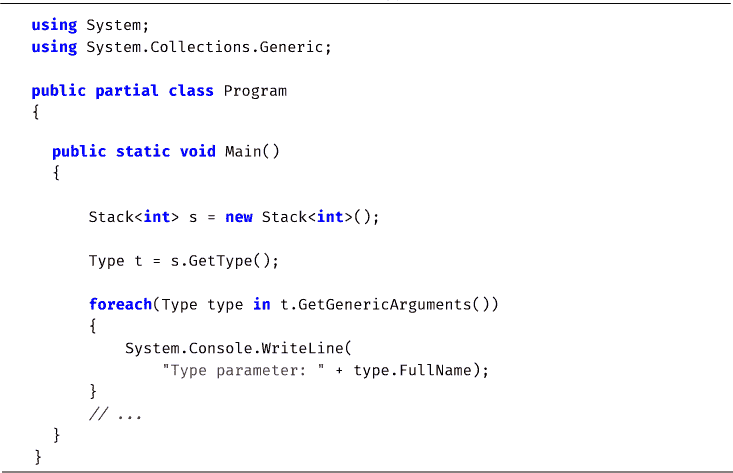 using System;
using System.Collections.Generic;
public partial class Program
{
public static void Main()
{
Stack<int> s = new Stack<int>();
Type t = s.GetType();
foreach(Type type in t.GetGenericArguments())
{
System.Console.WriteLine(
"Type parameter: " + type.FullName);
}
// ...
}
}